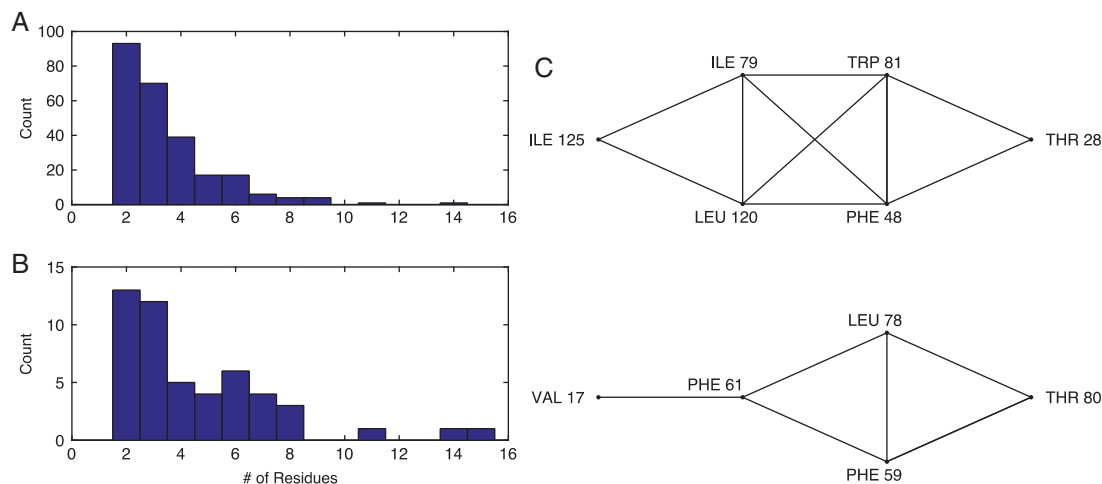 A
100
80
60
40
20
0
Count
0 2 4 6 8 10 12 14 16
B
15
10
5
0
Count
0 2 4 6 8 10 12 14 16
# of Residues
C
ILE 79 TRP 81
ILE 125 THR 28
LEU 120 PHE 48
LEU 78
PHE 61
VAL 17 THR 80
PHE 59